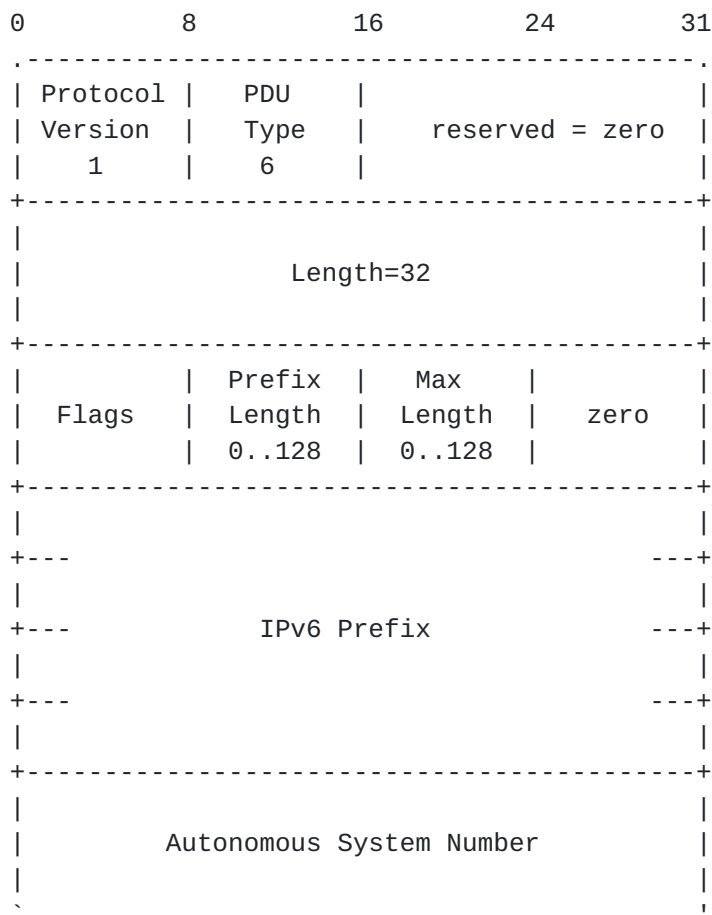 0          8          16         24        31
.-------------------------------------------.
| Protocol |   PDU    |                     |
| Version  |   Type   |    reserved = zero  |
|    1     |    6     |                     |
+-------------------------------------------+
|                                           |
|                 Length=32                 |
|                                           |
+-------------------------------------------+
|          |  Prefix  |   Max    |          |
|  Flags   |  Length  |  Length  |   zero   |
|          |  0..128  |  0..128  |          |
+-------------------------------------------+
|                                           |
+---                                     ---+
|                                           |
+---            IPv6 Prefix              ---+
|                                           |
+---                                     ---+
|                                           |
+-------------------------------------------+
|                                           |
|         Autonomous System Number          |
|                                           |
`-------------------------------------------'